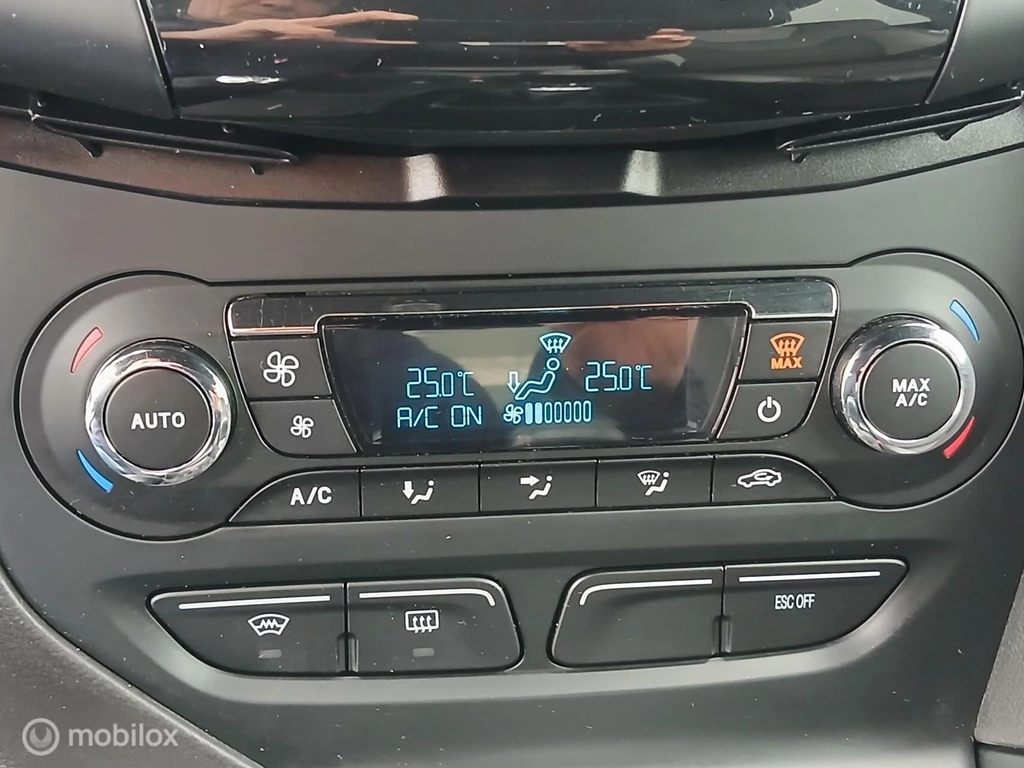 MAX
25.0°C
25.0°C
A/C ON
AUTO
MAX
A/C
A/C
ESC OFF
mobilox